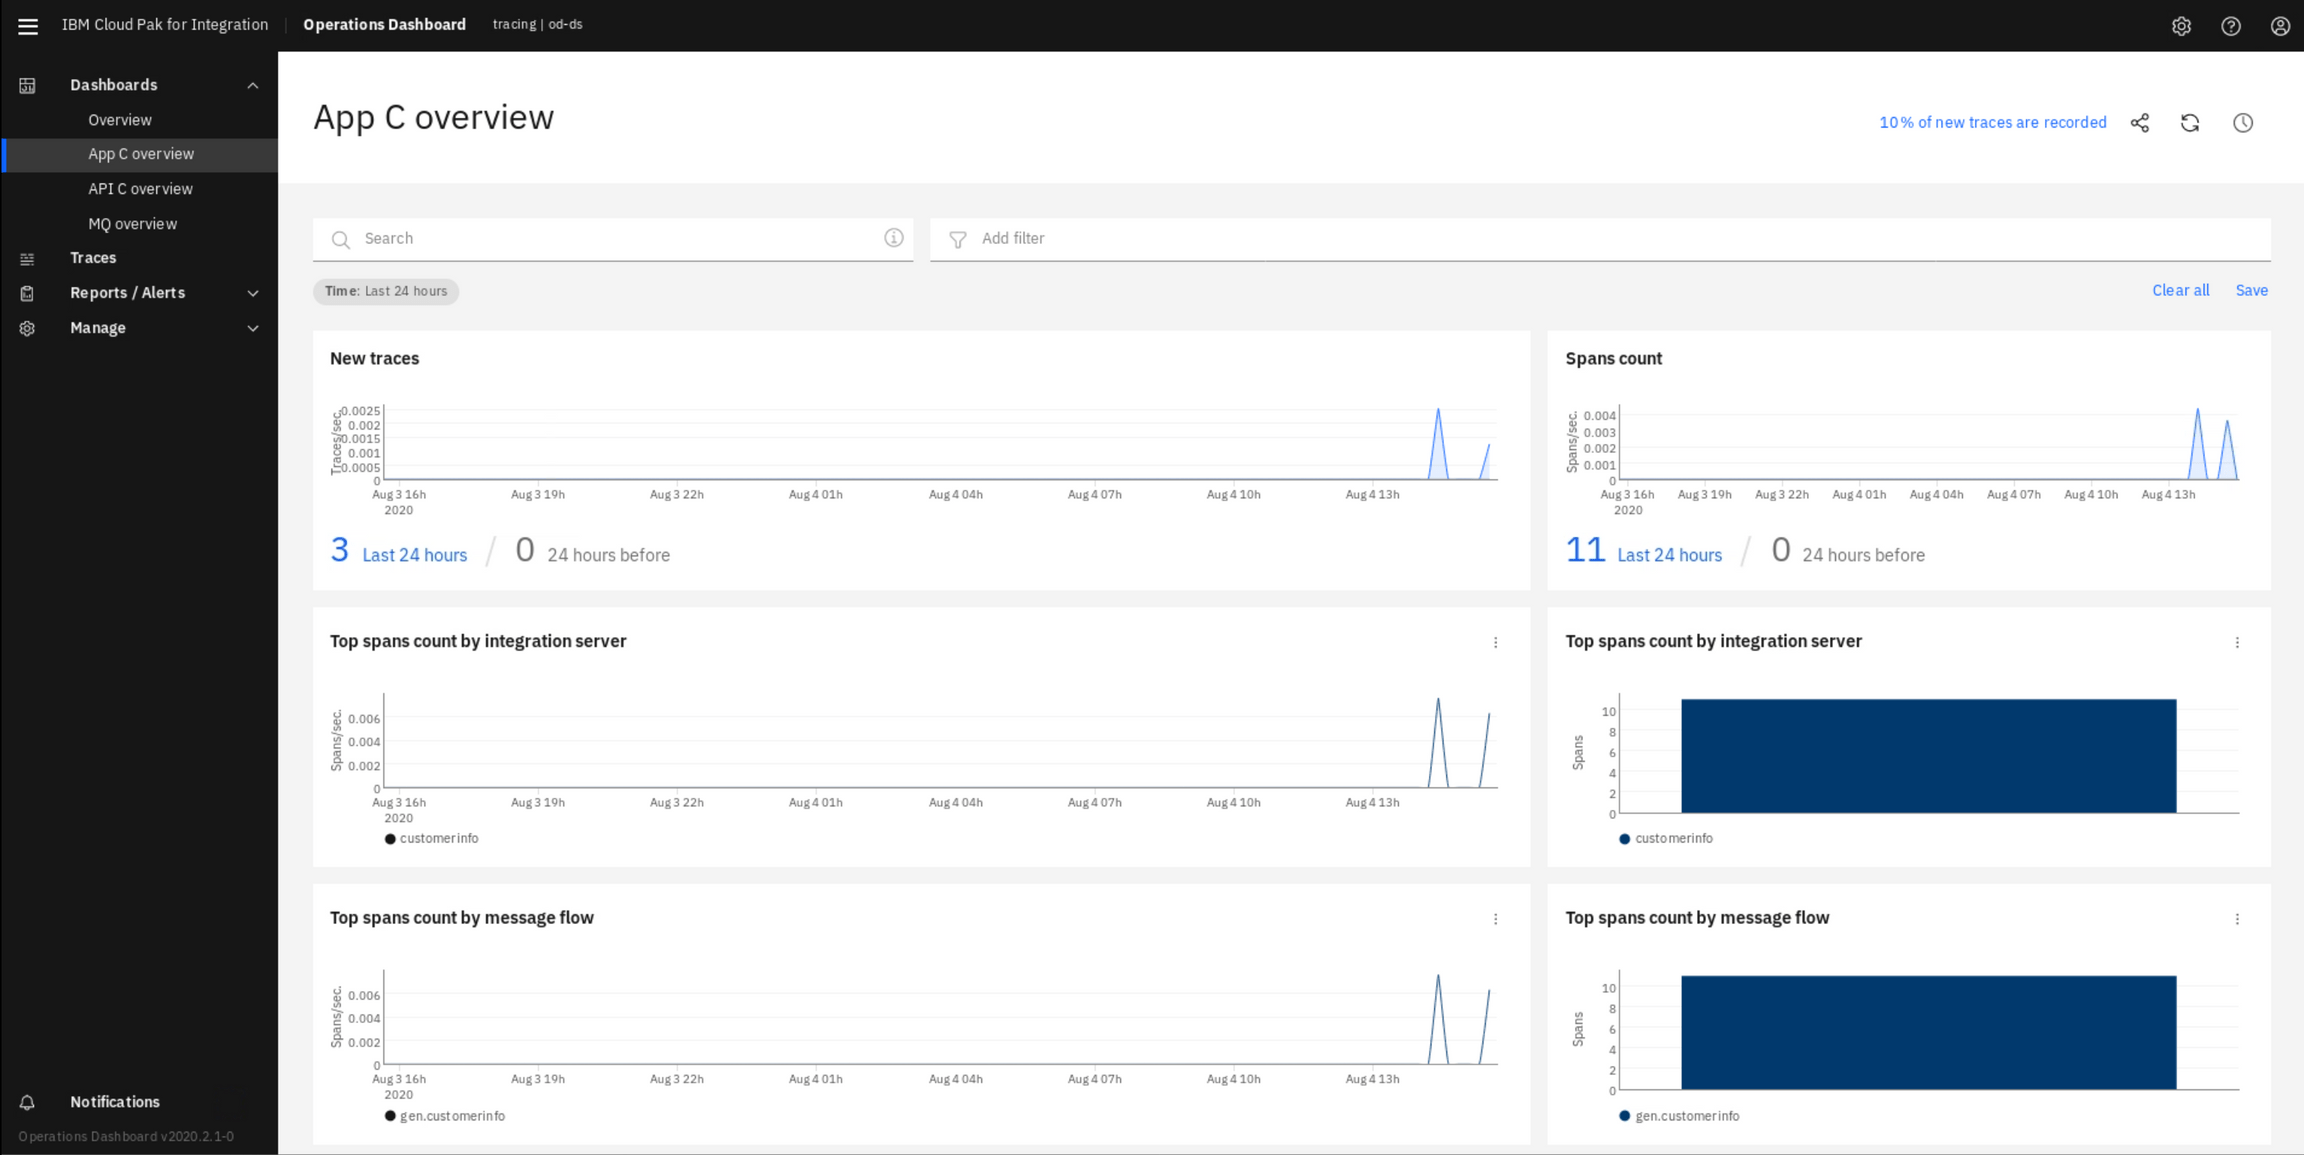 IBM Cloud Pak for Integration | Operations Dashboard tracing | od-ds
Dashboards
Overview
App C overview
API C overview
MQ overview
Traces
Reports / Alerts
Manage
Notifications
Operations Dashboard v2020.2.1-0
App C overview
10% of new traces are recorded
Search
Add filter
Time: Last 24 hours
Clear all Save
New traces
Traces/sec.
0.0025
0.002
0.0015
0.001
0.0005
0
Aug 3 16h Aug 3 19h Aug 3 22h Aug 4 01h Aug 4 04h Aug 4 07h Aug 4 10h Aug 4 13h
2020
3 Last 24 hours / 0 24 hours before
Spans count
Spans/sec.
0.004
0.003
0.002
0.001
0
Aug 3 16h Aug 3 19h Aug 3 22h Aug 4 01h Aug 4 04h Aug 4 07h Aug 4 10h Aug 4 13h
2020
11 Last 24 hours / 0 24 hours before
Top spans count by integration server
Spans/sec.
0.006
0.004
0.002
0
Aug 3 16h Aug 3 19h Aug 3 22h Aug 4 01h Aug 4 04h Aug 4 07h Aug 4 10h Aug 4 13h
2020
customerinfo
Top spans count by integration server
Spans
10
8
6
4
2
0
customerinfo
Top spans count by message flow
Spans/sec.
0.006
0.004
0.002
0
Aug 3 16h Aug 3 19h Aug 3 22h Aug 4 01h Aug 4 04h Aug 4 07h Aug 4 10h Aug 4 13h
2020
gen.customerinfo
Top spans count by message flow
Spans
10
8
6
4
2
0
gen.customerinfo